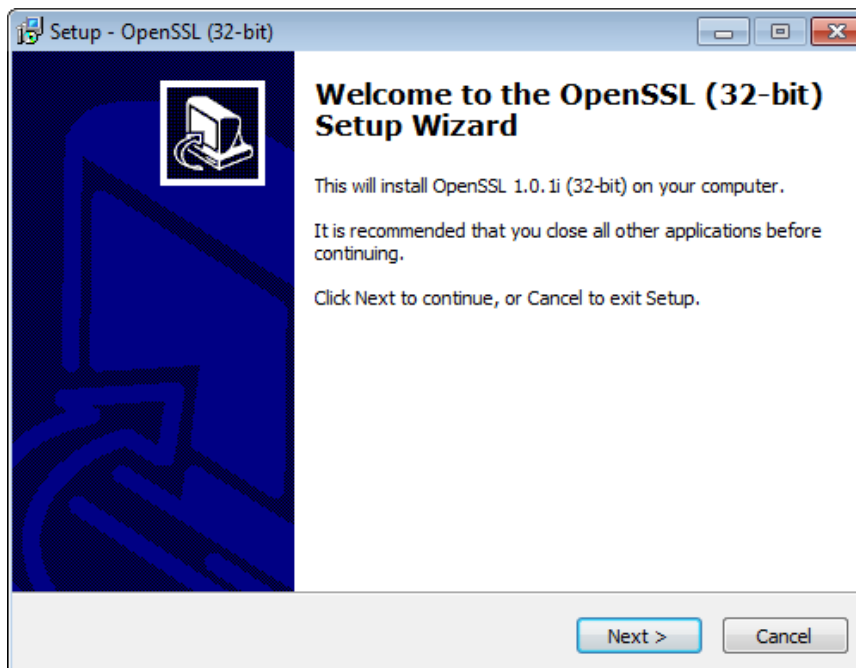 Setup - OpenSSL (32-bit)
Welcome to the OpenSSL (32-bit)
Setup Wizard
This will install OpenSSL 1.0.1i (32-bit) on your computer.
It is recommended that you close all other applications before
continuing.
Click Next to continue, or Cancel to exit Setup.
Next >
Cancel